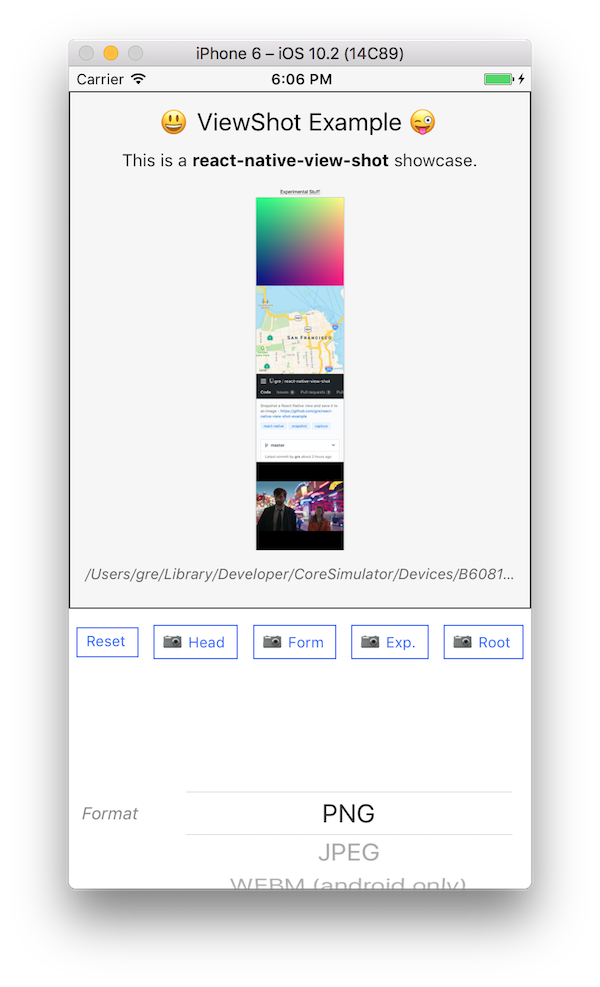 iPhone 6 – iOS 10.2 (14C89)
Carrier 6:06 PM
😃 ViewShot Example 😜
This is a react-native-view-shot showcase.
Experimental Stuff
SAN FRANCISCO
gre / react-native-view-shot
Code Issues Pull requests
Snapshot a React Native view and save it to
an image - https://github.com/gre/react-
native-view-shot-example
react-native snapshot capture
master
Latest commit by gre about 2 hours ago
/Users/gre/Library/Developer/CoreSimulator/Devices/B6081...
Reset 📷 Head 📷 Form 📷 Exp. 📷 Root
Format PNG
JPEG
WEBM (android only)